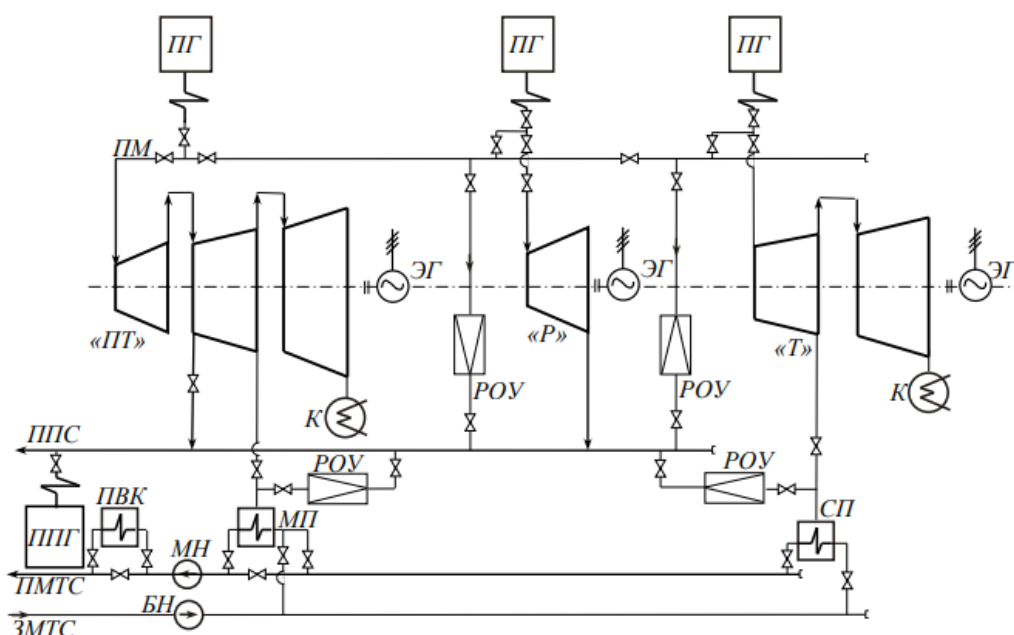 ПГ
ПГ
ПГ
ПМ
ЭГ
ЭГ
ЭГ
«ПТ»
«Р»
«Т»
РОУ
РОУ
К
К
ППС
РОУ
РОУ
ПВК
МП
СП
ППГ
МН
ПМТС
БН
ЗМТС